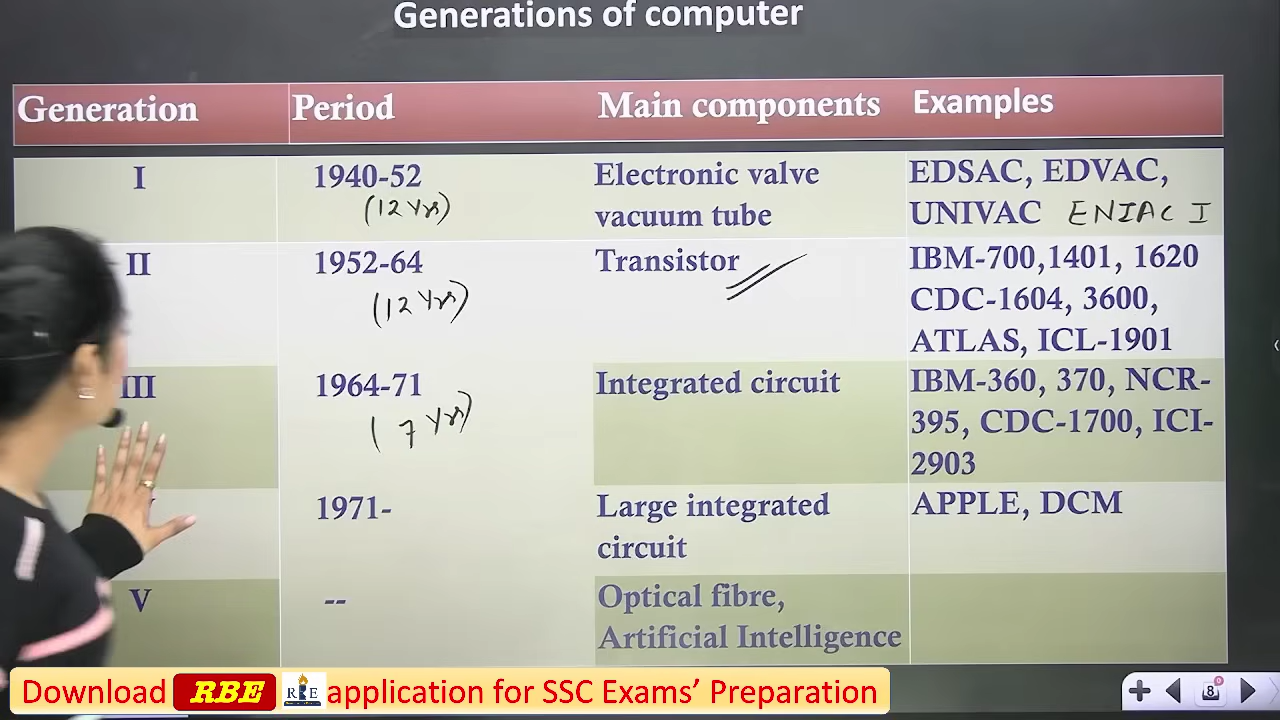 Generations of computer
Generation Period Main components Examples
I 1940-52 Electronic valve EDSAC, EDVAC,
(12 Yrs) vacuum tube UNIVAC ENIAC I
II 1952-64 Transistor IBM-700,1401, 1620
(12 Yrs) CDC-1604, 3600,
ATLAS, ICL-1901
III 1964-71 Integrated circuit IBM-360, 370, NCR-
(7 Yrs) 395, CDC-1700, ICI-
2903
1971- Large integrated APPLE, DCM
circuit
V -- Optical fibre,
Artificial Intelligence
Download RBE RBE application for SSC Exams’ Preparation
8
0